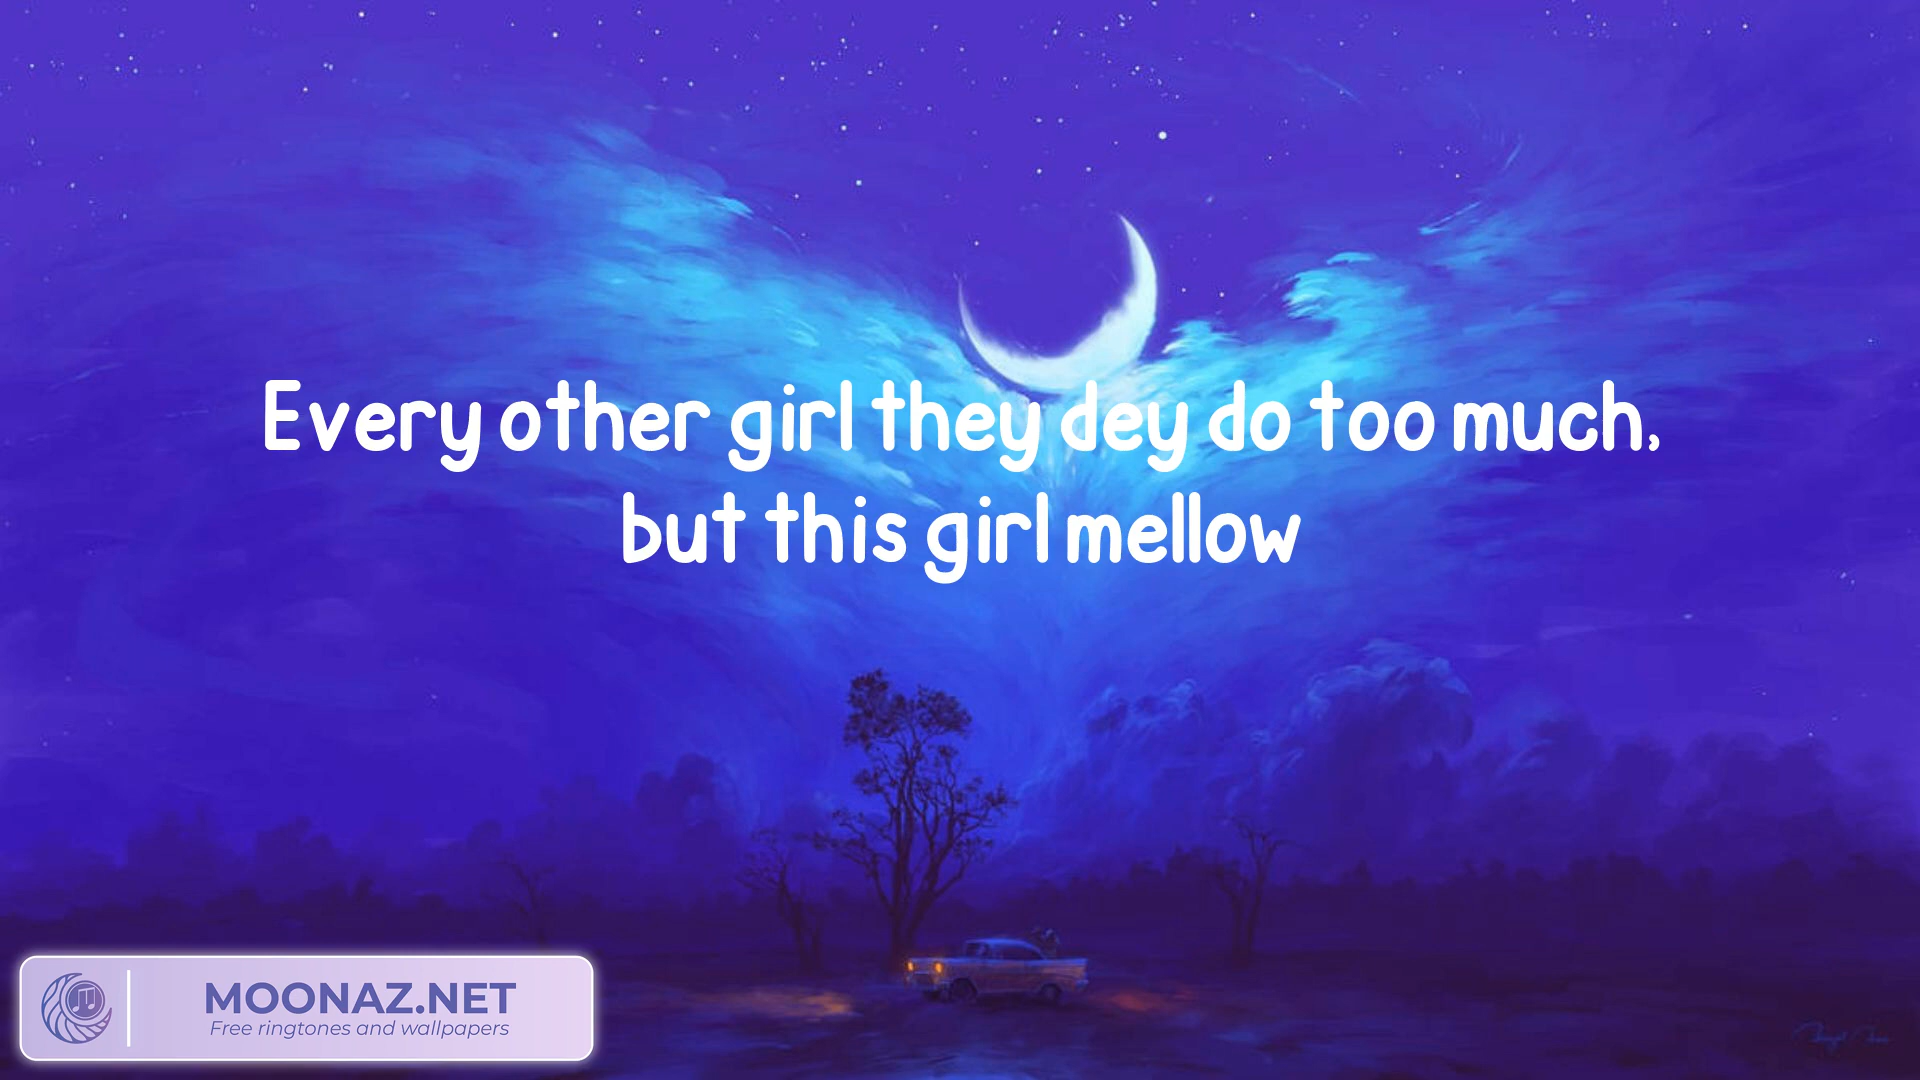 Every other girl they dey do too much,
but this girl mellow
MOONAZ.NET
Free ringtones and wallpapers